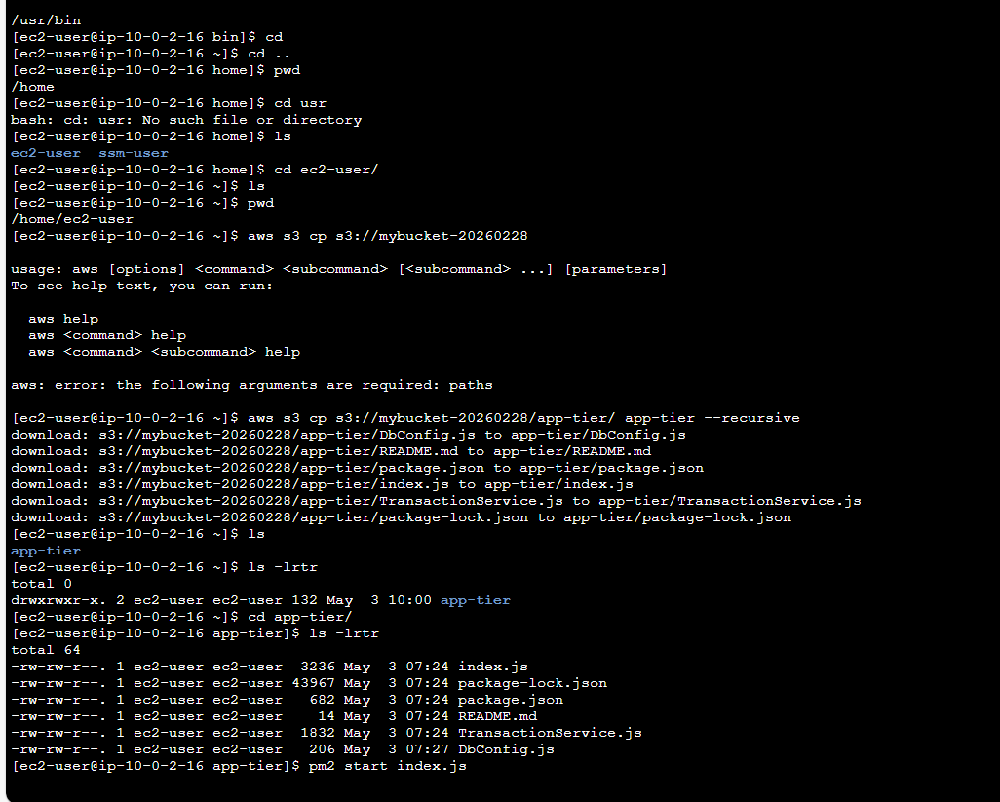 /usr/bin
[ec2-user@ip-10-0-2-16 bin]$ cd
[ec2-user@ip-10-0-2-16 ~]$ cd ..
[ec2-user@ip-10-0-2-16 home]$ pwd
/home
[ec2-user@ip-10-0-2-16 home]$ cd usr
bash: cd: usr: No such file or directory
[ec2-user@ip-10-0-2-16 home]$ ls
ec2-user  ssm-user
[ec2-user@ip-10-0-2-16 home]$ cd ec2-user/
[ec2-user@ip-10-0-2-16 ~]$ ls
[ec2-user@ip-10-0-2-16 ~]$ pwd
/home/ec2-user
[ec2-user@ip-10-0-2-16 ~]$ aws s3 cp s3://mybucket-20260228
usage: aws [options] <command> <subcommand> [<subcommand> ...] [parameters]
To see help text, you can run:
  aws help
  aws <command> help
  aws <command> <subcommand> help
aws: error: the following arguments are required: paths
[ec2-user@ip-10-0-2-16 ~]$ aws s3 cp s3://mybucket-20260228/app-tier/ app-tier --recursive
download: s3://mybucket-20260228/app-tier/DbConfig.js to app-tier/DbConfig.js
download: s3://mybucket-20260228/app-tier/README.md to app-tier/README.md
download: s3://mybucket-20260228/app-tier/package.json to app-tier/package.json
download: s3://mybucket-20260228/app-tier/index.js to app-tier/index.js
download: s3://mybucket-20260228/app-tier/TransactionService.js to app-tier/TransactionService.js
download: s3://mybucket-20260228/app-tier/package-lock.json to app-tier/package-lock.json
[ec2-user@ip-10-0-2-16 ~]$ ls
app-tier
[ec2-user@ip-10-0-2-16 ~]$ ls -lrtr
total 0
drwxrwxr-x. 2 ec2-user ec2-user 132 May  3 10:00 app-tier
[ec2-user@ip-10-0-2-16 ~]$ cd app-tier/
[ec2-user@ip-10-0-2-16 app-tier]$ ls -lrtr
total 64
-rw-rw-r--. 1 ec2-user ec2-user  3236 May  3 07:24 index.js
-rw-rw-r--. 1 ec2-user ec2-user 43967 May  3 07:24 package-lock.json
-rw-rw-r--. 1 ec2-user ec2-user   682 May  3 07:24 package.json
-rw-rw-r--. 1 ec2-user ec2-user    14 May  3 07:24 README.md
-rw-rw-r--. 1 ec2-user ec2-user  1832 May  3 07:24 TransactionService.js
-rw-rw-r--. 1 ec2-user ec2-user   206 May  3 07:27 DbConfig.js
[ec2-user@ip-10-0-2-16 app-tier]$ pm2 start index.js